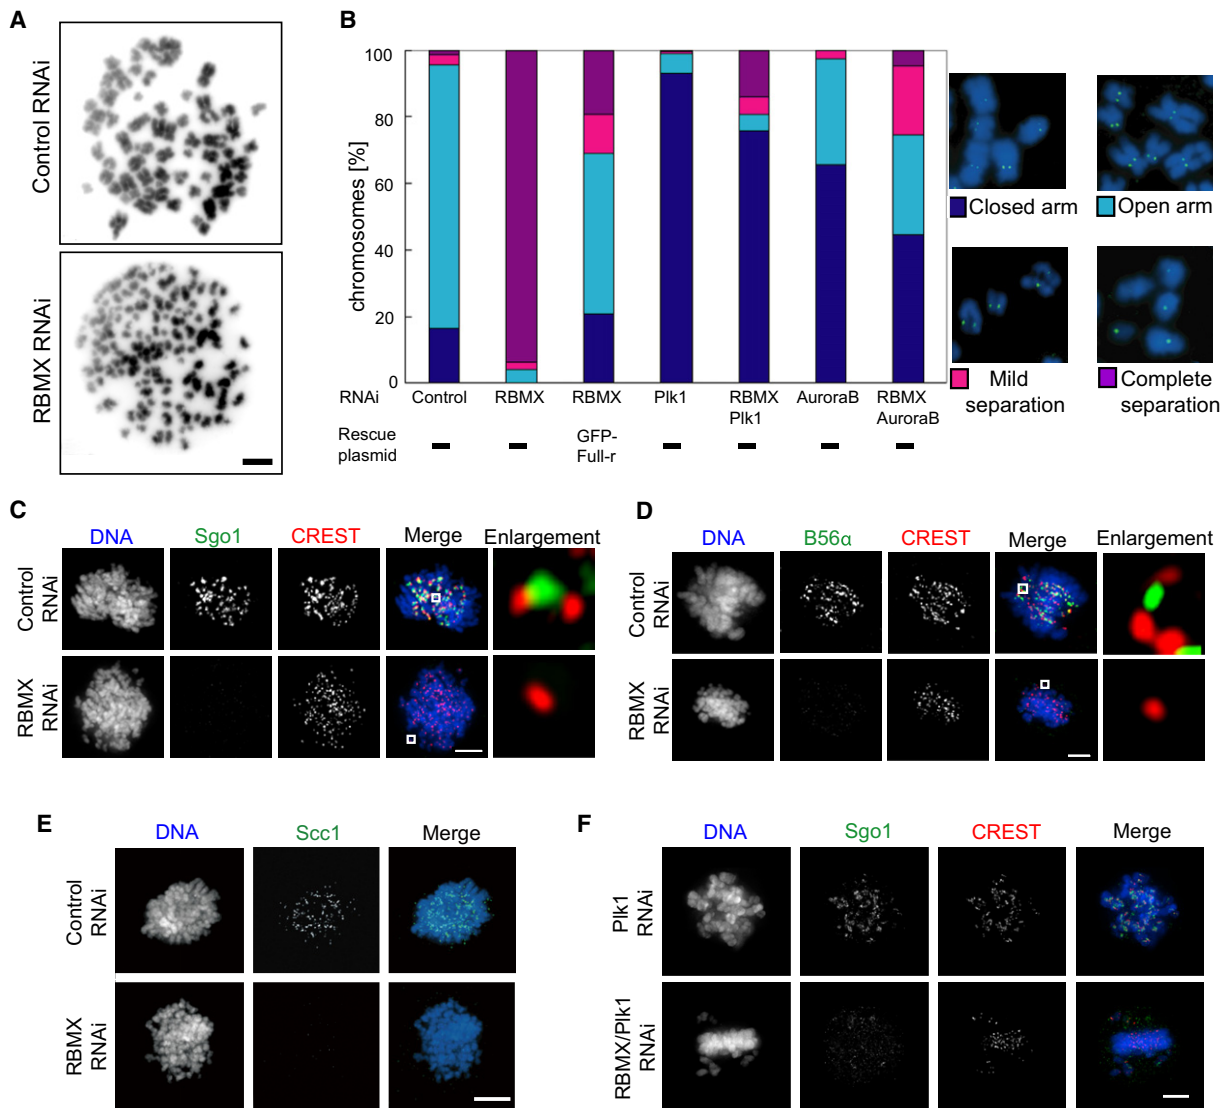 A
Control RNAi
RBMX RNAi
B
chromosomes [%]
100
80
60
40
20
0
RNAi
Control
RBMX
RBMX
Plk1
RBMX
Plk1
AuroraB
RBMX
AuroraB
Rescue
plasmid
GFP-
Full-r
Closed arm
Open arm
Mild
separation
Complete
separation
C
DNA
Sgo1
CREST
Merge
Enlargement
Control
RNAi
RBMX
RNAi
D
DNA
B56α
CREST
Merge
Enlargement
Control
RNAi
RBMX
RNAi
E
DNA
Scc1
Merge
Control
RNAi
RBMX
RNAi
F
DNA
Sgo1
CREST
Merge
Plk1
RNAi
RBMX/Plk1
RNAi